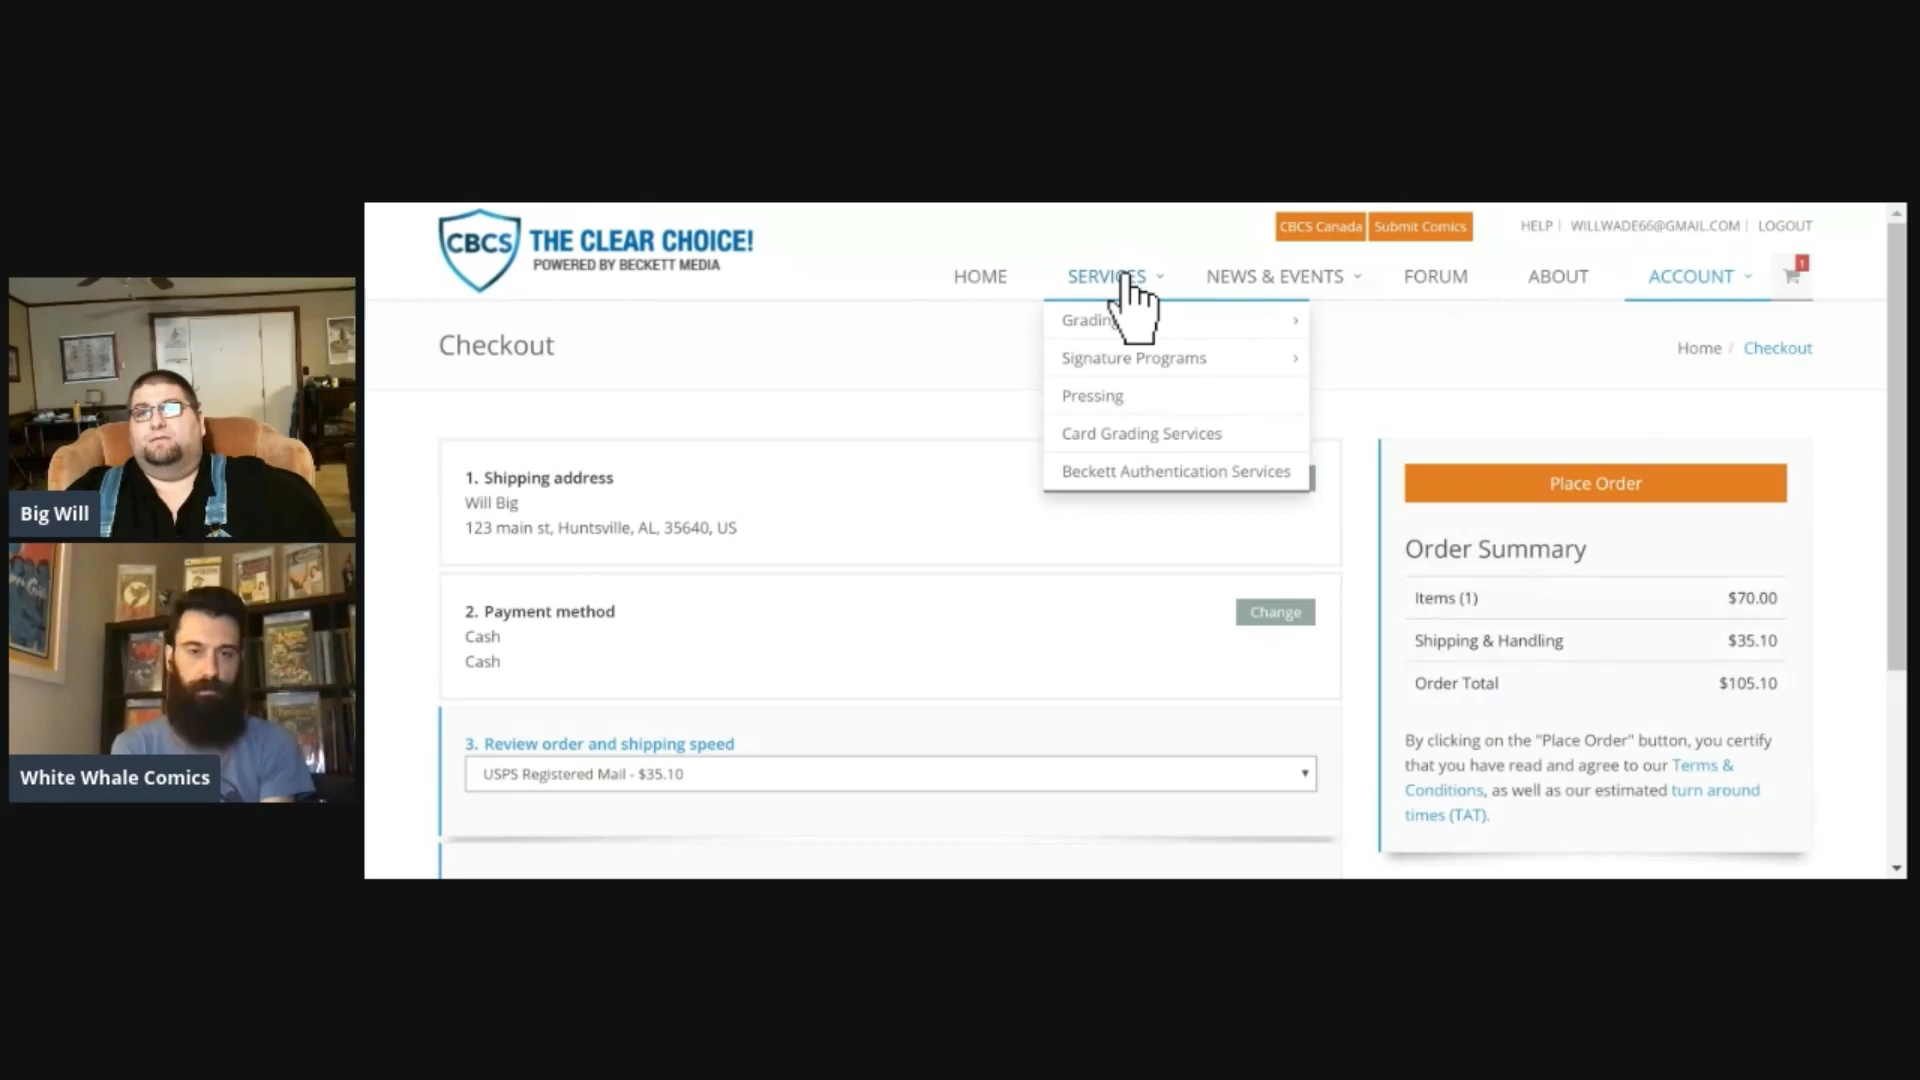 CBCS
THE CLEAR CHOICE!
POWERED BY BECKETT MEDIA
CBCS Canada
Submit Comics
HELP | WILLWADE66@GMAIL.COM | LOGOUT
HOME
SERVICES
NEWS & EVENTS
FORUM
ABOUT
ACCOUNT
1
Grading
Signature Programs
Pressing
Card Grading Services
Beckett Authentication Services
Checkout
Home / Checkout
1. Shipping address
Will Big
123 main st, Huntsville, AL, 35640, US
2. Payment method
Change
Cash
Cash
3. Review order and shipping speed
USPS Registered Mail - $35.10
Place Order
Order Summary
Items (1) $70.00
Shipping & Handling $35.10
Order Total $105.10
By clicking on the "Place Order" button, you certify
that you have read and agree to our Terms &
Conditions, as well as our estimated turn around
times (TAT).
Big Will
White Whale Comics